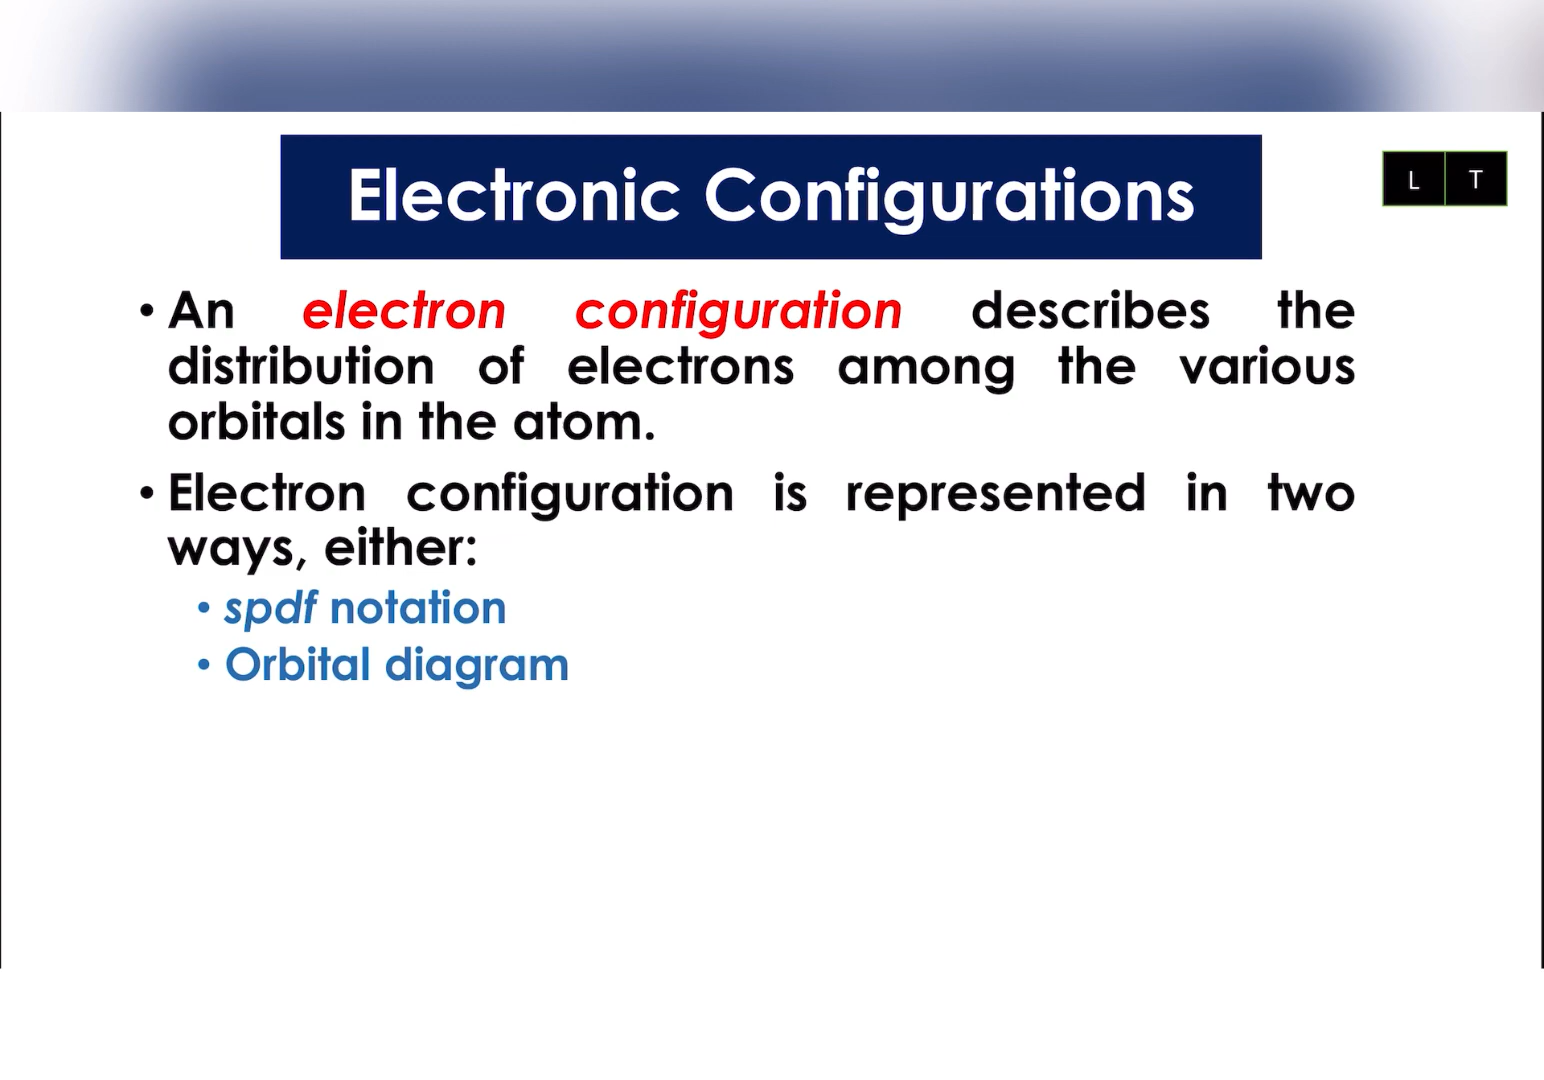 Electronic Configurations
L T
• An electron configuration describes the
distribution of electrons among the various
orbitals in the atom.
• Electron configuration is represented in two
ways, either:
• spdf notation
• Orbital diagram